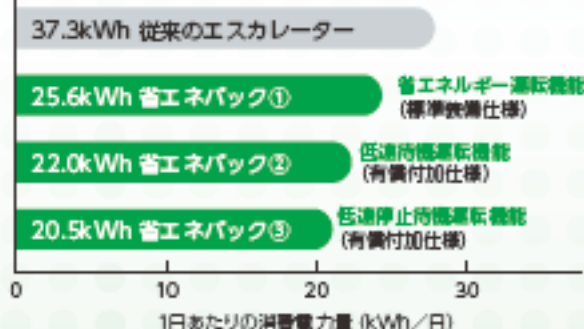 37.3kWh 従来のエスカレーター
25.6kWh 省エネパック①
省エネルギー運転機能
(標準装備仕様)
22.0kWh 省エネパック②
低速待機運転機能
(有償付加仕様)
20.5kWh 省エネパック③
低速停止待機運転機能
(有償付加仕様)
0 10 20 30
1日あたりの消費電力量 (kWh/日)